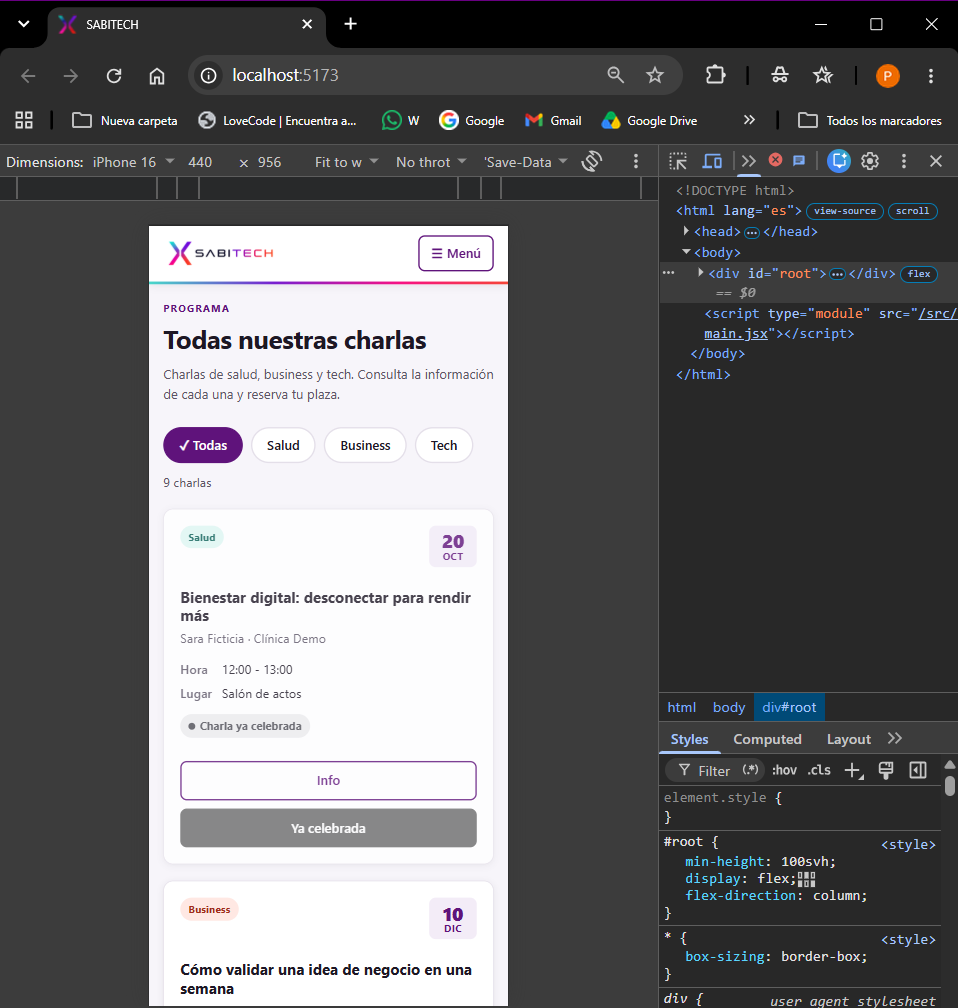 SABITECH
localhost:5173
P
Nueva carpeta
LoveCode | Encuentra a...
W
Google
Gmail
Google Drive
Todos los marcadores
Dimensions: iPhone 16 440 × 956 Fit to w No throt 'Save-Data
SABITECH
☰ Menú
PROGRAMA
Todas nuestras charlas
Charlas de salud, business y tech. Consulta la información
de cada una y reserva tu plaza.
✓ Todas Salud Business Tech
9 charlas
Salud
20
OCT
Bienestar digital: desconectar para rendir
más
Sara Ficticia · Clínica Demo
Hora 12:00 - 13:00
Lugar Salón de actos
● Charla ya celebrada
Info
Ya celebrada
Business
10
DIC
Cómo validar una idea de negocio en una
semana
<!DOCTYPE html>
<html lang="es"> view-source scroll
<head> … </head>
<body>
<div id="root"> … </div> flex
== $0
<script type="module" src="/src/
main.jsx"></script>
</body>
</html>
html body div#root
Styles Computed Layout
Filter (.*) :hov .cls
element.style {
}
#root { <style>
min-height: 100svh;
display: flex;
flex-direction: column;
}
* { <style>
box-sizing: border-box;
}
div { user agent stylesheet